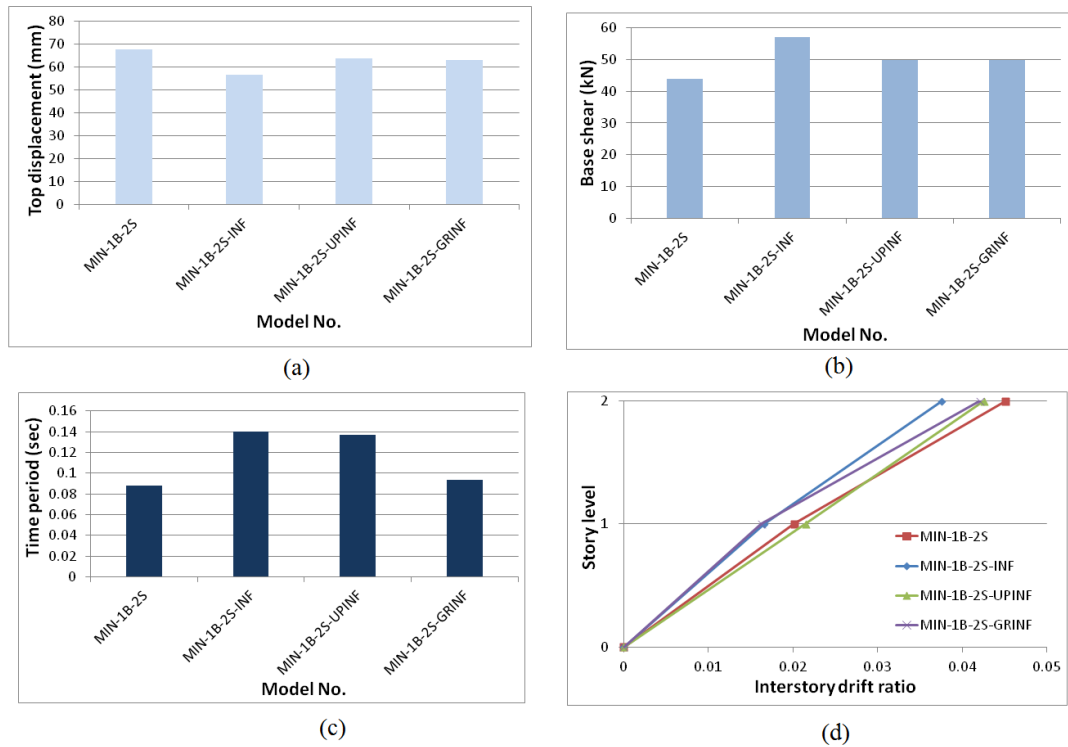 Top displacement (mm)
80
70
60
50
40
30
20
10
0
MIN-1B-2S
MIN-1B-2S-INF
MIN-1B-2S-UPINF
MIN-1B-2S-GRINF
Model No.
(a)
Base shear (kN)
60
50
40
30
20
10
0
MIN-1B-2S
MIN-1B-2S-INF
MIN-1B-2S-UPINF
MIN-1B-2S-GRINF
Model No.
(b)
Time period (sec)
0.16
0.14
0.12
0.1
0.08
0.06
0.04
0.02
0
MIN-1B-2S
MIN-1B-2S-INF
MIN-1B-2S-UPINF
MIN-1B-2S-GRINF
Model No.
(c)
Story level
2
1
0
MIN-1B-2S
MIN-1B-2S-INF
MIN-1B-2S-UPINF
MIN-1B-2S-GRINF
0 0.01 0.02 0.03 0.04 0.05
Interstory drift ratio
(d)